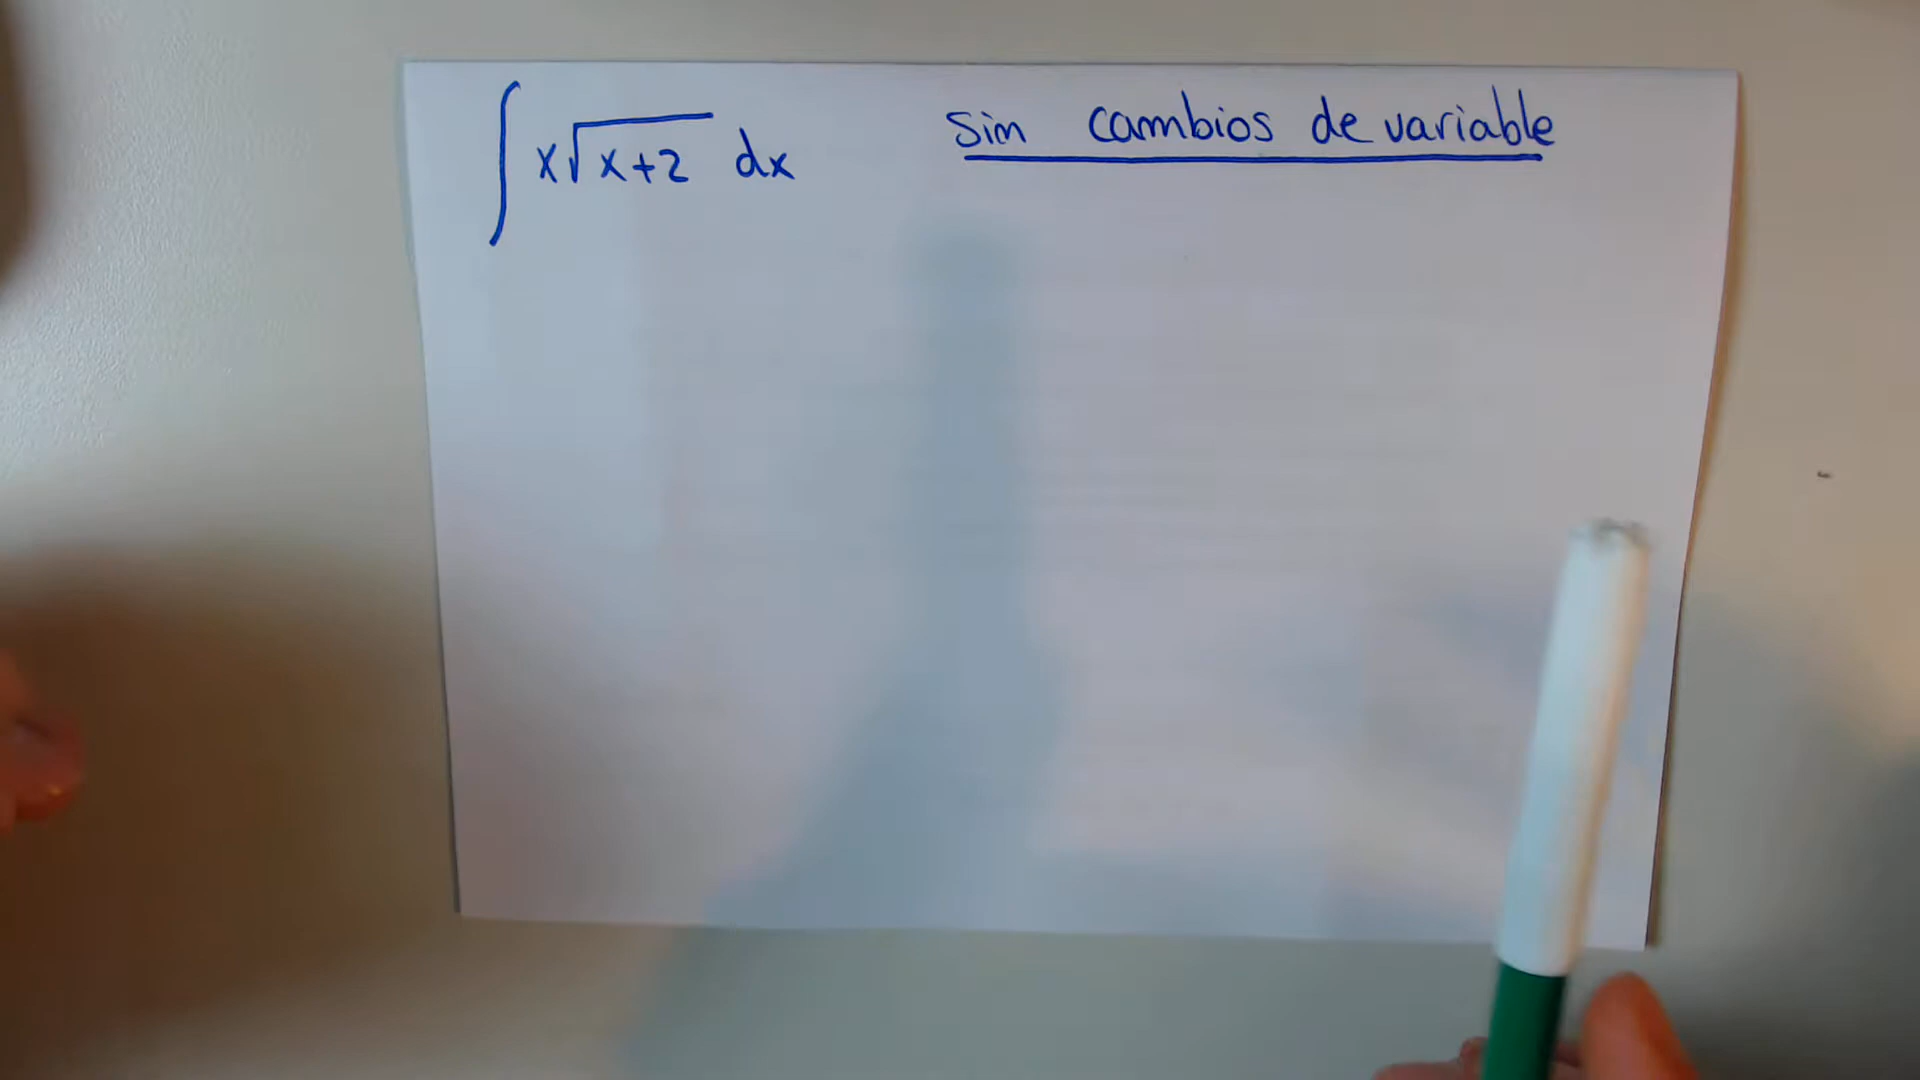 ∫ x√(x+2) dx
Sin cambios de variable